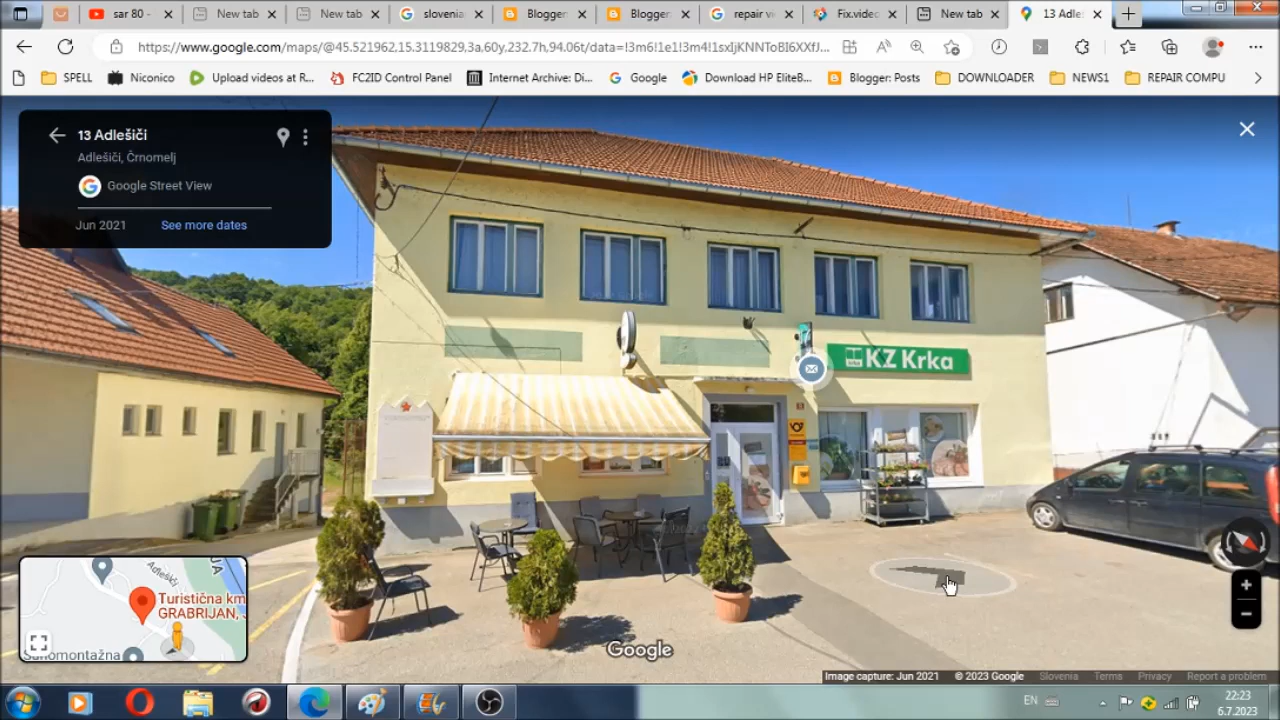 sar 80 -
New tab
New tab
slovenia
Blogger
Blogger
repair vi
Fix.video
New tab
13 Adleš
https://www.google.com/maps/@45.521962,15.3119829,3a.60y,232.7h,94.06t/data=!3m6!1e1!3m4!1sxIjKNNToBI6XXfJ...
SPELL
Niconico
Upload videos at R...
FC2ID Control Panel
Internet Archive: Di...
Google
Download HP EliteB...
Blogger: Posts
DOWNLOADER
NEWS1
REPAIR COMPU
13 Adlešiči
Adlešiči, Črnomelj
Google Street View
Jun 2021 See more dates
KZ Krka
Adlešiči
Turistična km
GRABRIJAN,
Google
Image capture: Jun 2021 © 2023 Google Slovenia Terms Privacy Report a problem
EN
22:23
6.7.2023